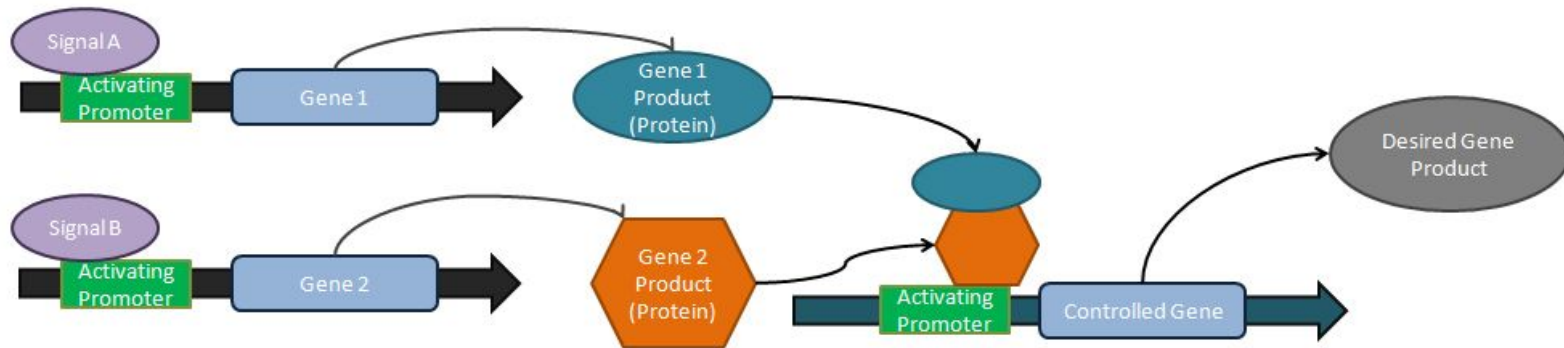 Signal A
Activating
Promoter
Gene 1
Gene 1
Product
(Protein)
Desired Gene
Product
Signal B
Activating
Promoter
Gene 2
Gene 2
Product
(Protein)
Activating
Promoter
Controlled Gene